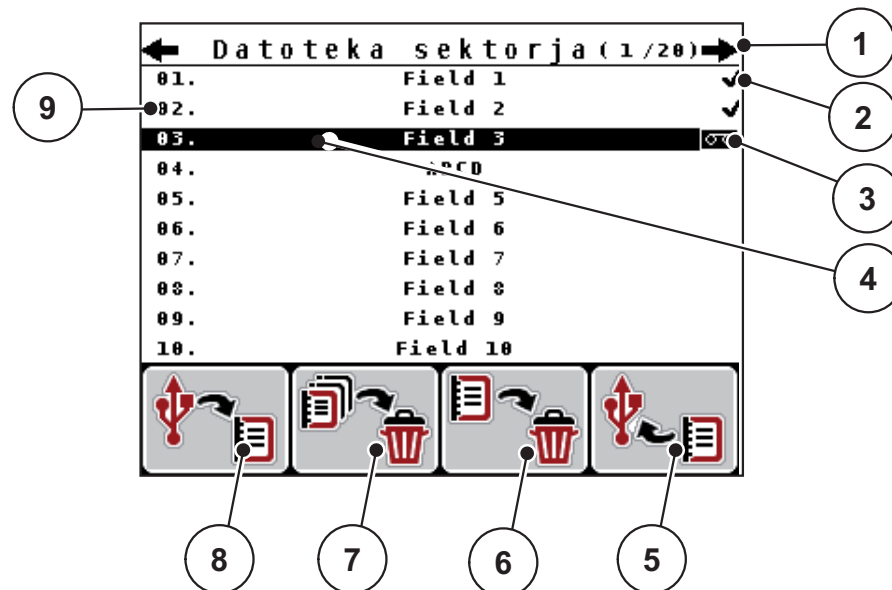 Datoteka sektorja(1/20)
01. Field 1
02. Field 2
03. Field 3
04. ABCD
05. Field 5
06. Field 6
07. Field 7
08. Field 8
09. Field 9
10. Field 10
1
2
3
4
5
6
7
8
9